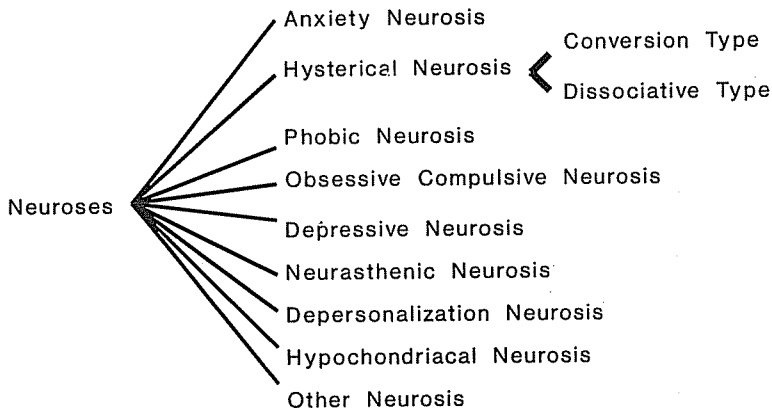 Anxiety Neurosis
Hysterical Neurosis
Conversion Type
Dissociative Type
Phobic Neurosis
Obsessive Compulsive Neurosis
Neuroses
Depressive Neurosis
Neurasthenic Neurosis
Depersonalization Neurosis
Hypochondriacal Neurosis
Other Neurosis